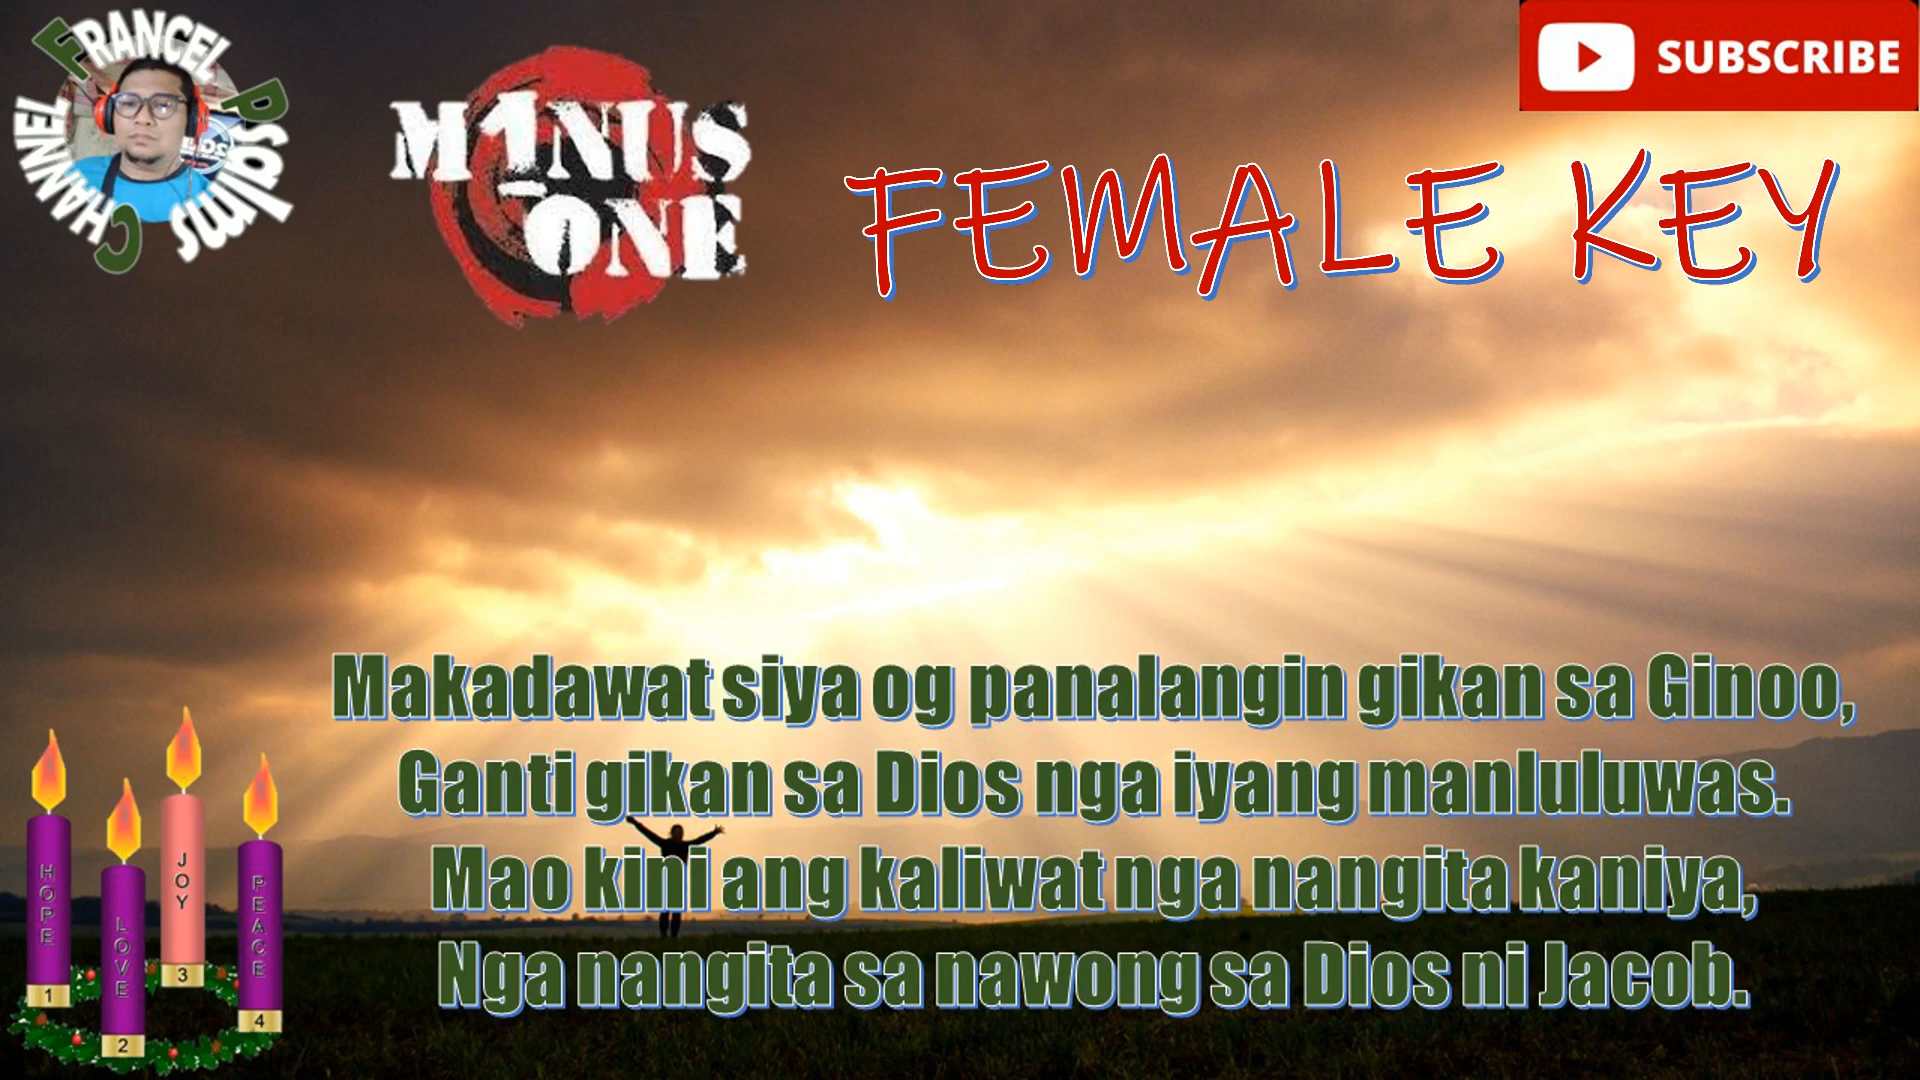 FRANCEL Psalms CHANNEL
M1NUS
ONE
FEMALE KEY
SUBSCRIBE
Makadawat siya og panalangin gikan sa Ginoo,
Ganti gikan sa Dios nga iyang manluluwas.
Mao kini ang kaliwat nga nangita kaniya,
Nga nangita sa nawong sa Dios ni Jacob.
HOPE
1
LOVE
2
JOY
3
PEACE
4